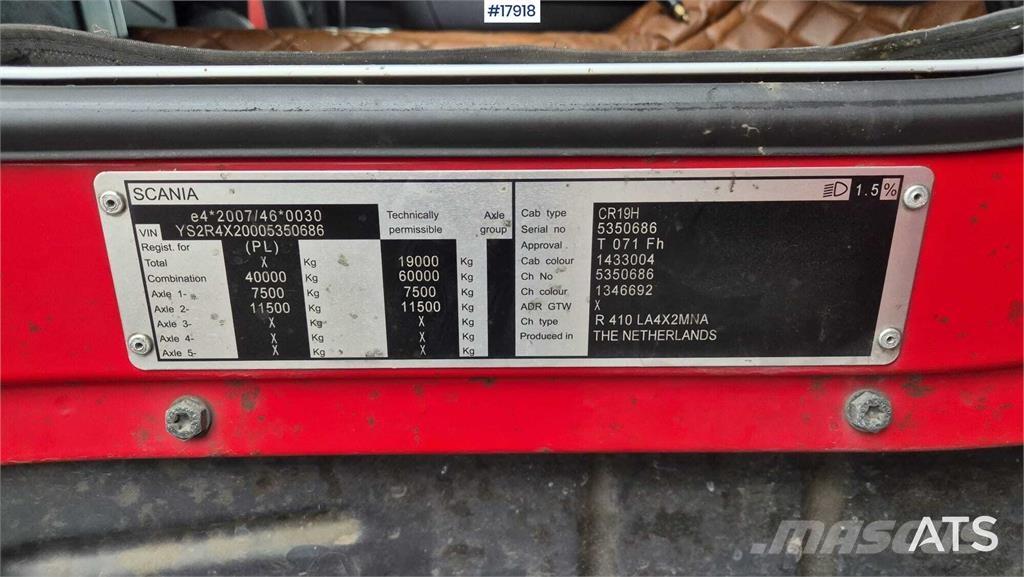 #17918
SCANIA
1.5 %
e4*2007/46*0030
VIN YS2R4X20005350686
Technically permissible
Axle group
Regist. for (PL)
Total X Kg 19000 Kg
Combination 40000 Kg 60000 Kg
Axle 1- 7500 Kg 7500 Kg
Axle 2- 11500 Kg 11500 Kg
Axle 3- X Kg X Kg
Axle 4- X Kg X Kg
Axle 5- X Kg X Kg
Cab type CR19H
Serial no 5350686
Approval T 071 Fh
Cab colour 1433004
Ch No 5350686
Ch colour 1346692
ADR GTW X
Ch type R 410 LA4X2MNA
Produced in THE NETHERLANDS
MASCUS
ATS